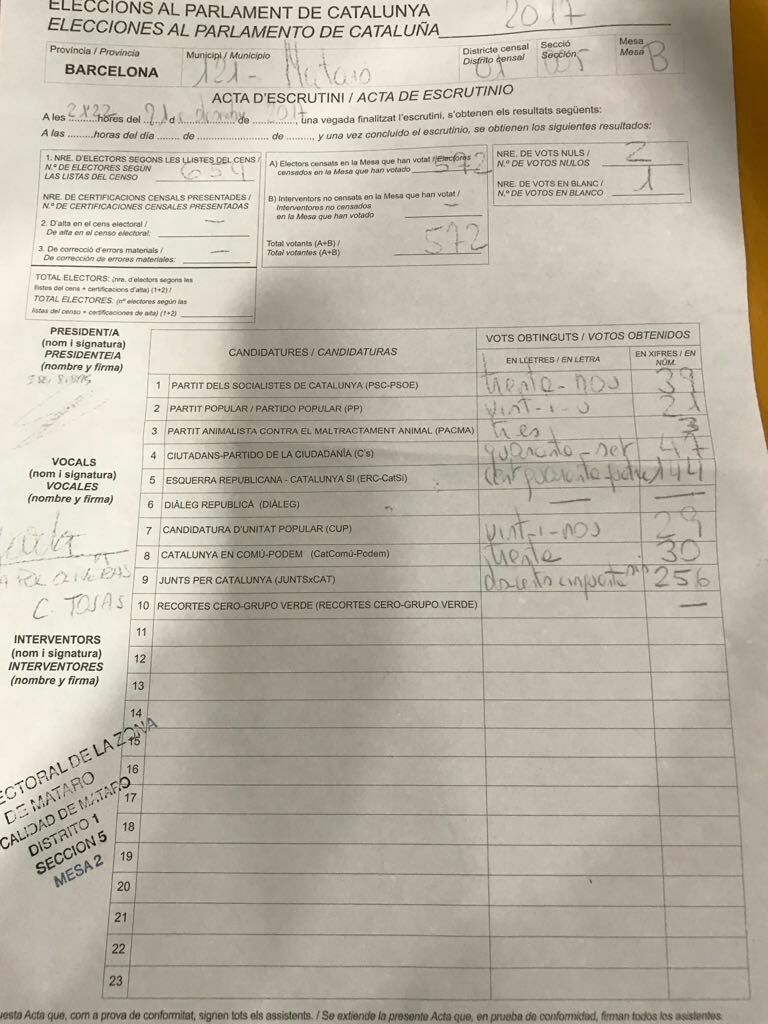 ELECCIONS AL PARLAMENT DE CATALUNYA
ELECCIONES AL PARLAMENTO DE CATALUÑA 2017
Província / Provincia
BARCELONA
Municipi / Municipio
121- Mataró
Districte censal
Distrito censal
01
Secció
Sección
005
Mesa
Mesa
B
ACTA D'ESCRUTINI / ACTA DE ESCRUTINIO
A les 22:22 hores del 21 d desembre de 2017, una vegada finalitzat l'escrutini, s'obtenen els resultats següents:
A las ........horas del día ....... de ................ de ......., y una vez concluido el escrutinio, se obtienen los siguientes resultados:
1. NRE. D'ELECTORS SEGONS LES LLISTES DEL CENS /
N.º DE ELECTORES SEGÚN
LAS LISTAS DEL CENSO
NRE. DE CERTIFICACIONS CENSALS PRESENTADES /
N.º DE CERTIFICACIONES CENSALES PRESENTADAS
2. D'alta en el cens electoral / —
De alta en el censo electoral:
3. De correcció d'errors materials / —
De corrección de errores materiales:
TOTAL ELECTORS: (nre. d'electors segons les
llistes del cens + certificacions d'alta) (1+2) /
TOTAL ELECTORES. (nº electores según las
listas del censo + certificaciones de alta) (1+2)
A) Electors censats en la Mesa que han votat / Electores
censados en la Mesa que han votado 572
B) Interventors no censats en la Mesa que han votat /
Interventores no censados
en la Mesa que han votado —
Total votants (A+B) /
Total votantes (A+B) 572
NRE. DE VOTS NULS / 2
N.º DE VOTOS NULOS
NRE. DE VOTS EN BLANC / 1
N.º DE VOTOS EN BLANCO
PRESIDENT/A
(nom i signatura)
PRESIDENTE/A
(nombre y firma)
VOCALS
(nom i signatura)
VOCALES
(nombre y firma)
C. TOSAS
INTERVENTORS
(nom i signatura)
INTERVENTORES
(nombre y firma)
CANDIDATURES / CANDIDATURAS
VOTS OBTINGUTS / VOTOS OBTENIDOS
EN LLETRES / EN LETRA
EN XIFRES / EN NÚM.
1 PARTIT DELS SOCIALISTES DE CATALUNYA (PSC-PSOE) trenta-nou 39
2 PARTIT POPULAR / PARTIDO POPULAR (PP) vint-i-u 21
3 PARTIT ANIMALISTA CONTRA EL MALTRACTAMENT ANIMAL (PACMA) tres 3
4 CIUTADANS-PARTIDO DE LA CIUDADANÍA (C's) quaranta-set 47
5 ESQUERRA REPUBLICANA - CATALUNYA SÍ (ERC-CatSí) cent quaranta-quatre 144
6 DIÀLEG REPUBLICÀ (DIÀLEG) — —
7 CANDIDATURA D'UNITAT POPULAR (CUP) vint-i-nou 29
8 CATALUNYA EN COMÚ-PODEM (CatComú-Podem) trenta 30
9 JUNTS PER CATALUNYA (JUNTSxCAT) doscents cinquanta sis 256
10 RECORTES CERO-GRUPO VERDE (RECORTES CERO-GRUPO VERDE) —
11
12
13
14
15
16
17
18
19
20
21
22
23
ECTORAL DE LA ZONA
DE MATARO
CALIDAD DE MATARO
DISTRITO 1
SECCION 5
MESA 2
uesta Acta que, com a prova de conformitat, signen tots els assistents. / Se extiende la presente Acta que, en prueba de conformidad, firman todos los asistentes.